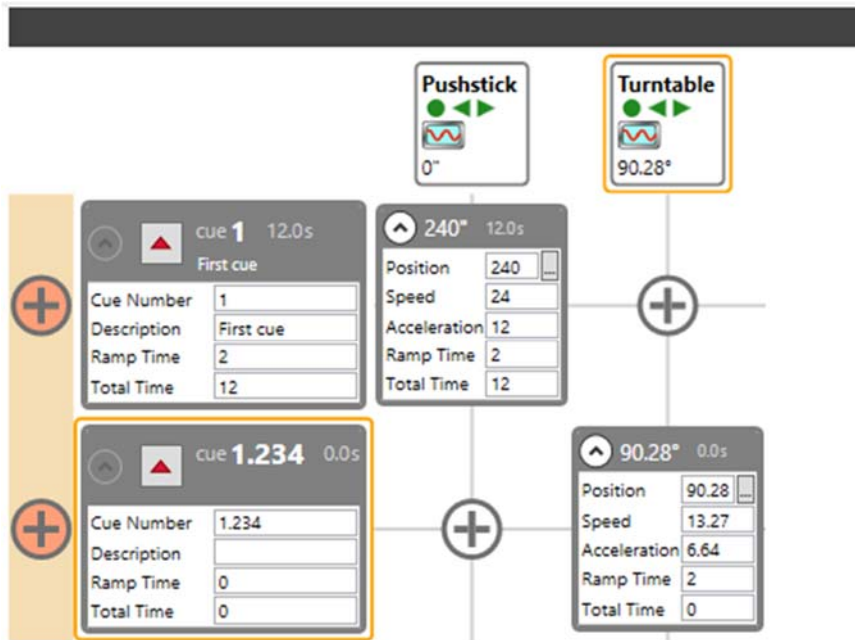 Pushstick
0"
Turntable
90.28°
cue 1 12.0s
First cue
Cue Number 1
Description First cue
Ramp Time 2
Total Time 12
240" 12.0s
Position 240 ...
Speed 24
Acceleration 12
Ramp Time 2
Total Time 12
cue 1.234 0.0s
Cue Number 1.234
Description
Ramp Time 0
Total Time 0
90.28° 0.0s
Position 90.28 ...
Speed 13.27
Acceleration 6.64
Ramp Time 2
Total Time 0